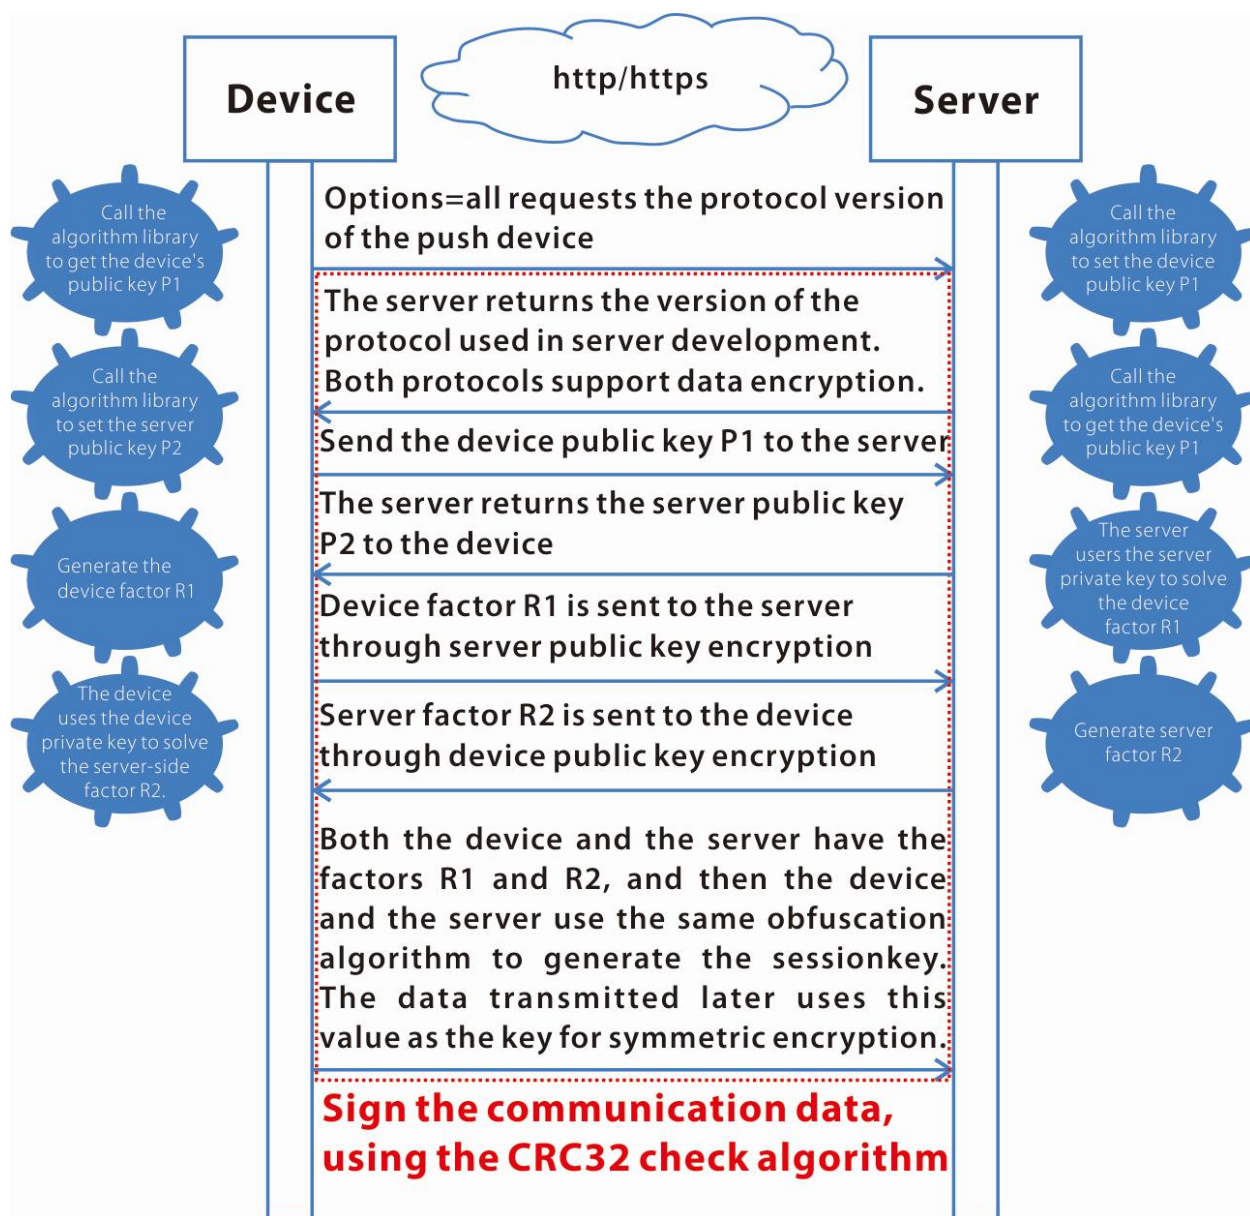 Device
http/https
Server
Call the
algorithm library
to get the device's
public key P1
Call the
algorithm library
to set the server
public key P2
Generate the
device factor R1
The device
uses the device
private key to solve
the server-side
factor R2.
Options=all requests the protocol version
of the push device
The server returns the version of the
protocol used in server development.
Both protocols support data encryption.
Send the device public key P1 to the server
The server returns the server public key
P2 to the device
Device factor R1 is sent to the server
through server public key encryption
Server factor R2 is sent to the device
through device public key encryption
Both the device and the server have the
factors R1 and R2, and then the device
and the server use the same obfuscation
algorithm to generate the sessionkey.
The data transmitted later uses this
value as the key for symmetric encryption.
Sign the communication data,
using the CRC32 check algorithm
Call the
algorithm library
to set the device
public key P1
Call the
algorithm library
to get the device's
public key P1
The server
users the server
private key to solve
the device
factor R1
Generate server
factor R2